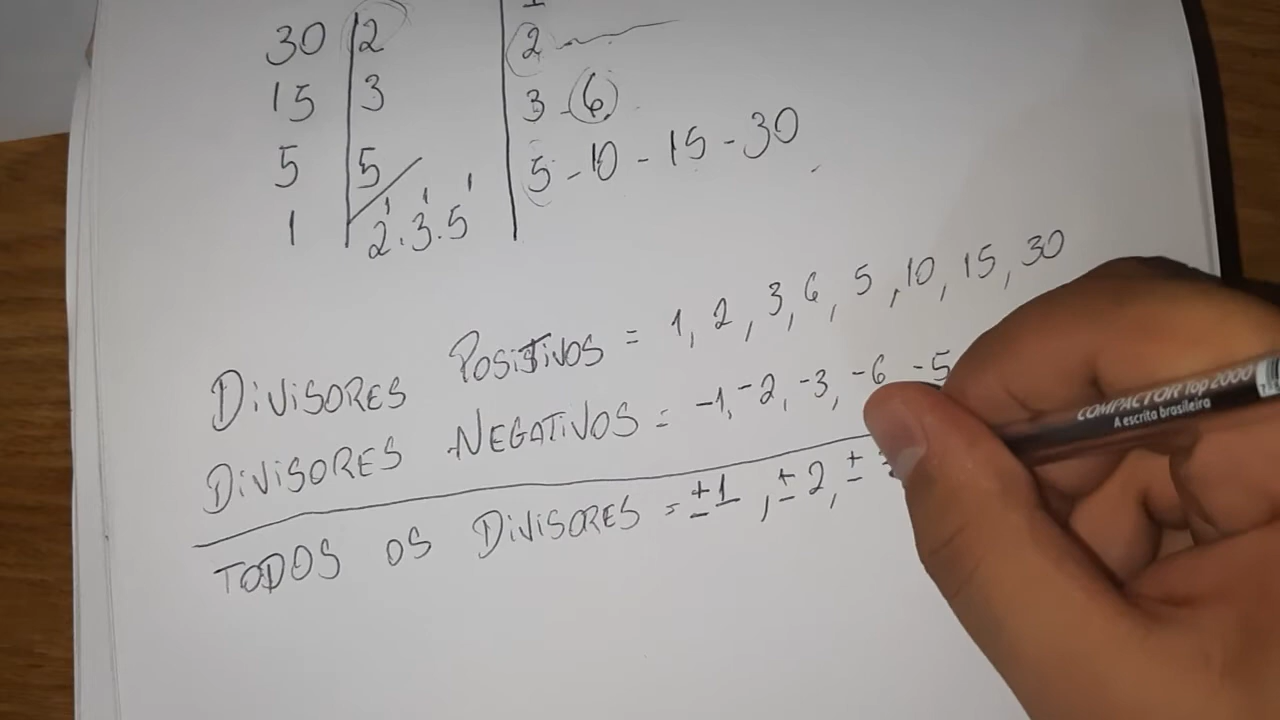 30 2
2
15 3
3 - 6
5 5
5 - 10 - 15 - 30
1 2.3.5
DIVISORES POSITIVOS = 1, 2, 3, 6, 5, 10, 15, 30
DIVISORES NEGATIVOS = -1, -2, -3, -6 -5
TODOS OS DIVISORES = ±1, ±2, ±
COMPACTOR Top 2000
A escrita brasileira